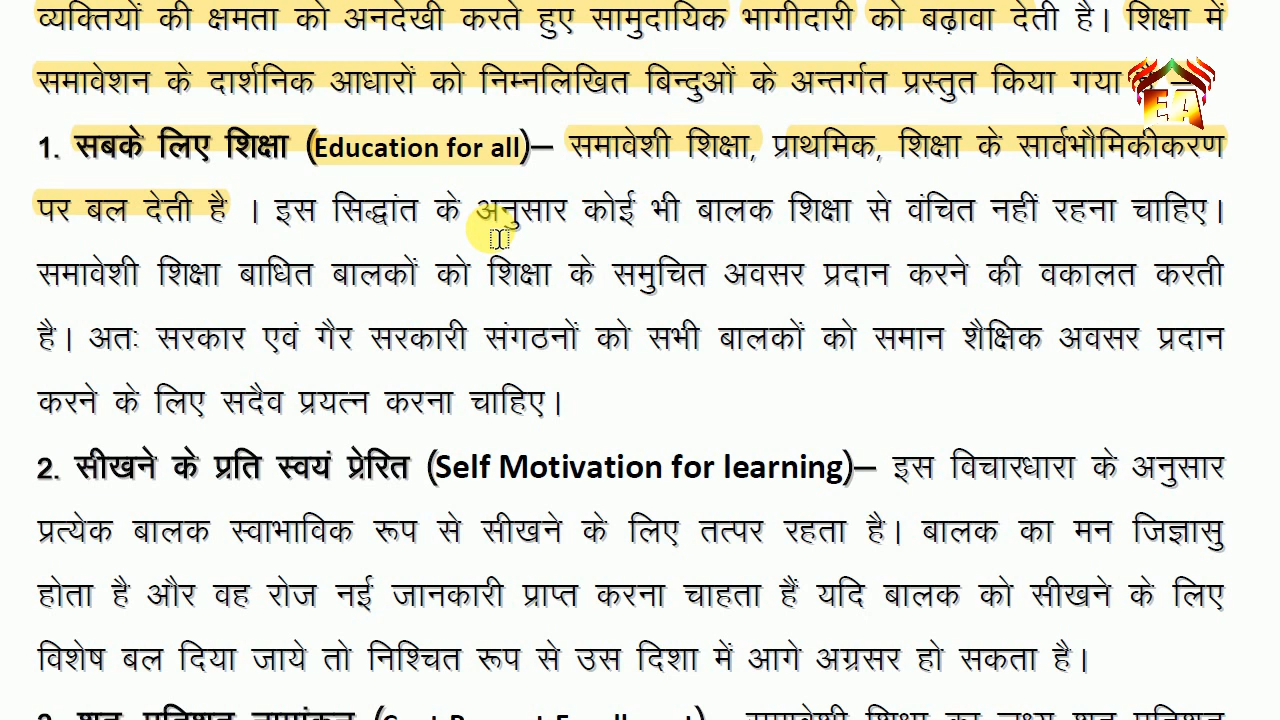 व्यक्तियों की क्षमता को अनदेखी करते हुए सामुदायिक भागीदारी को बढ़ावा देती है। शिक्षा में
समावेशन के दार्शनिक आधारों को निम्नलिखित बिन्दुओं के अन्तर्गत प्रस्तुत किया गया
EA
1. सबके लिए शिक्षा (Education for all)– समावेशी शिक्षा, प्राथमिक, शिक्षा के सार्वभौमिकीकरण
पर बल देती है । इस सिद्धांत के अनुसार कोई भी बालक शिक्षा से वंचित नहीं रहना चाहिए।
समावेशी शिक्षा बाधित बालकों को शिक्षा के समुचित अवसर प्रदान करने की वकालत करती
है। अतः सरकार एवं गैर सरकारी संगठनों को सभी बालकों को समान शैक्षिक अवसर प्रदान
करने के लिए सदैव प्रयत्न करना चाहिए।
2. सीखने के प्रति स्वयं प्रेरित (Self Motivation for learning)– इस विचारधारा के अनुसार
प्रत्येक बालक स्वाभाविक रूप से सीखने के लिए तत्पर रहता है। बालक का मन जिज्ञासु
होता है और वह रोज नई जानकारी प्राप्त करना चाहता हैं यदि बालक को सीखने के लिए
विशेष बल दिया जाये तो निश्चित रूप से उस दिशा में आगे अग्रसर हो सकता है।